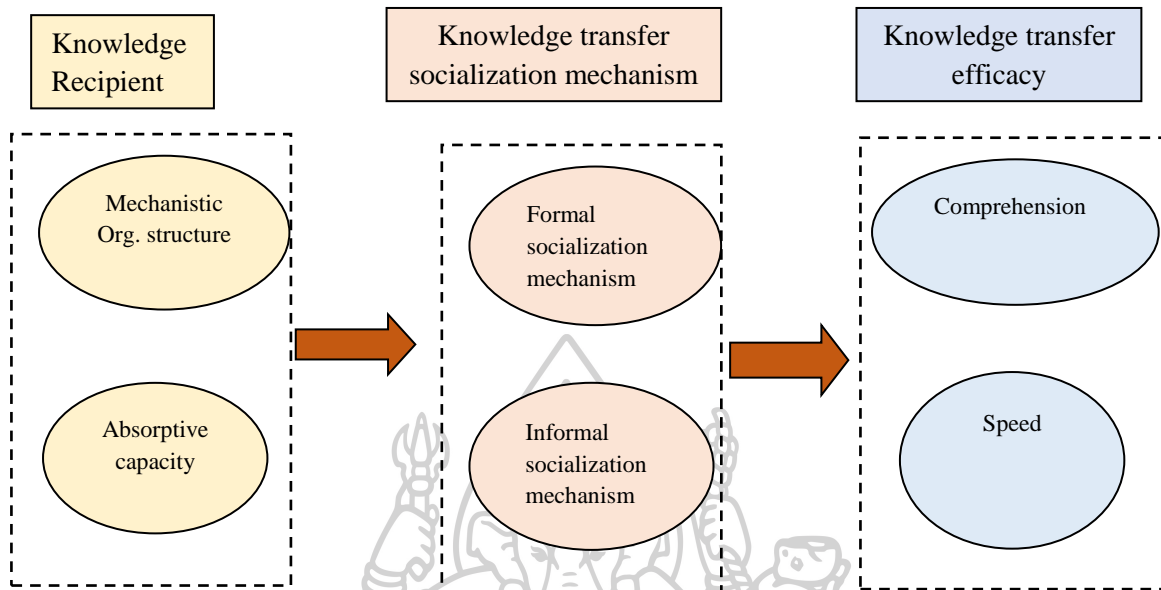 Knowledge
Recipient
Knowledge transfer
socialization mechanism
Knowledge transfer
efficacy
Mechanistic
Org. structure
Formal
socialization
mechanism
Comprehension
Absorptive
capacity
Informal
socialization
mechanism
Speed